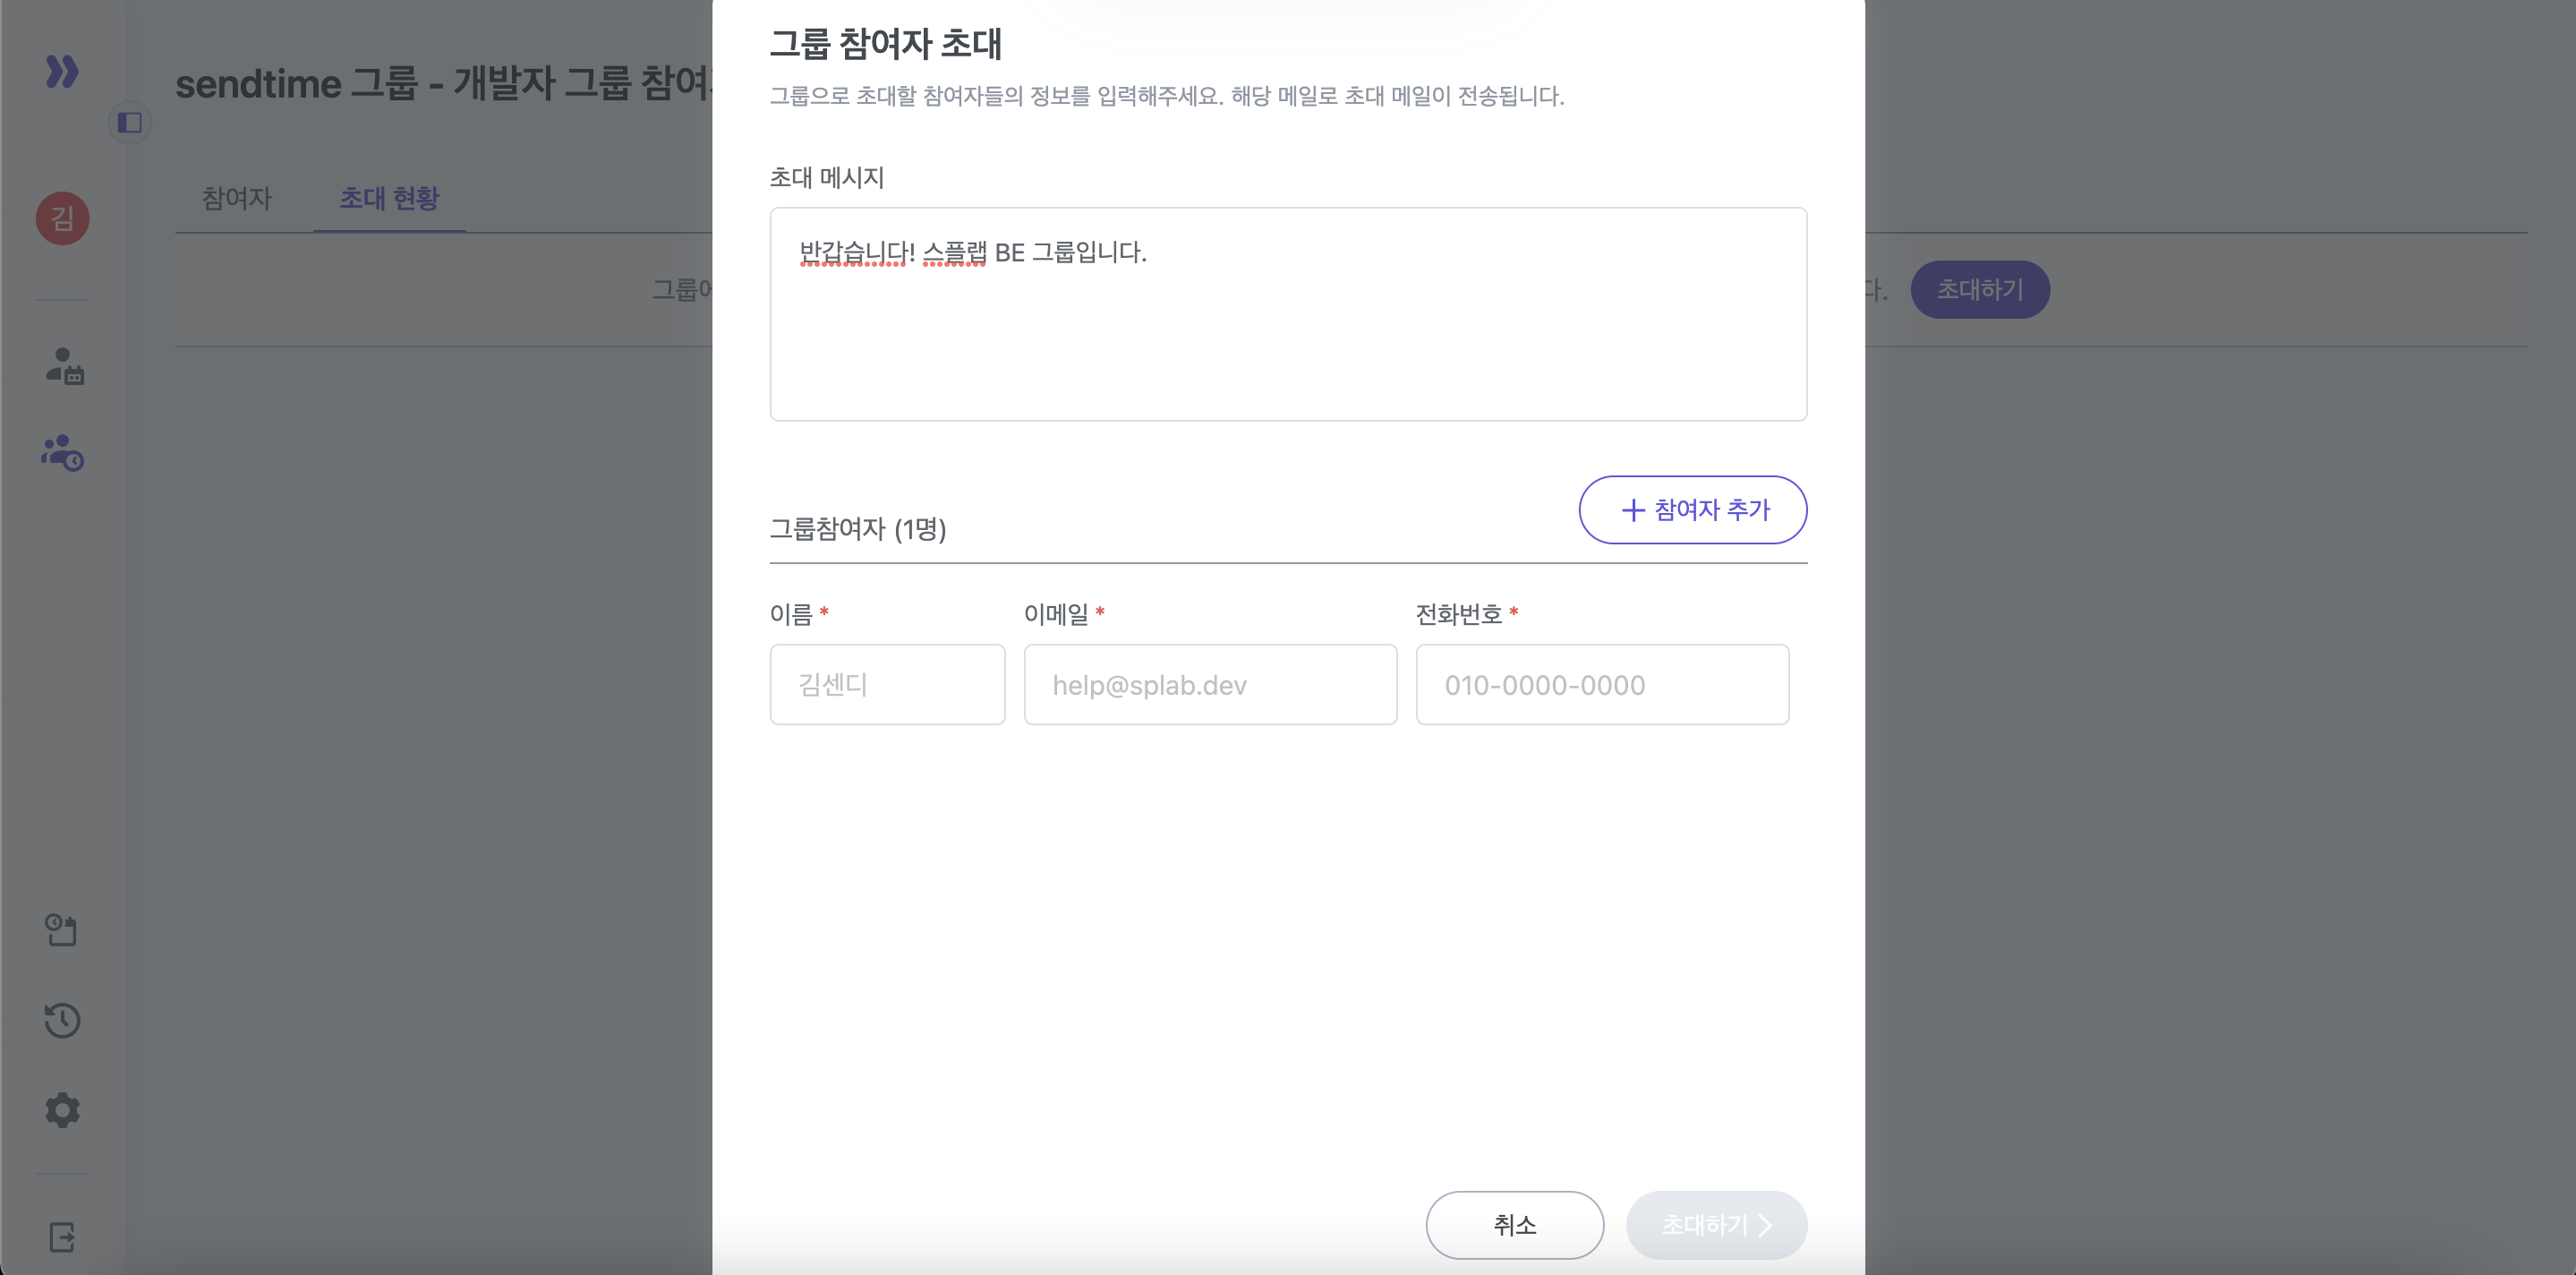 그룹 참여자 초대
sendtime 그룹 - 개발자 그룹 참여
그룹으로 초대할 참여자들의 정보를 입력해주세요. 해당 메일로 초대 메일이 전송됩니다.
초대 메시지
참여자 초대 현황
김
반갑습니다! 스플랩 BE 그룹입니다.
그룹에
다. 초대하기
+ 참여자 추가
그룹참여자 (1명)
이름 * 이메일 * 전화번호 *
김센디 help@splab.dev 010-0000-0000
취소 초대하기